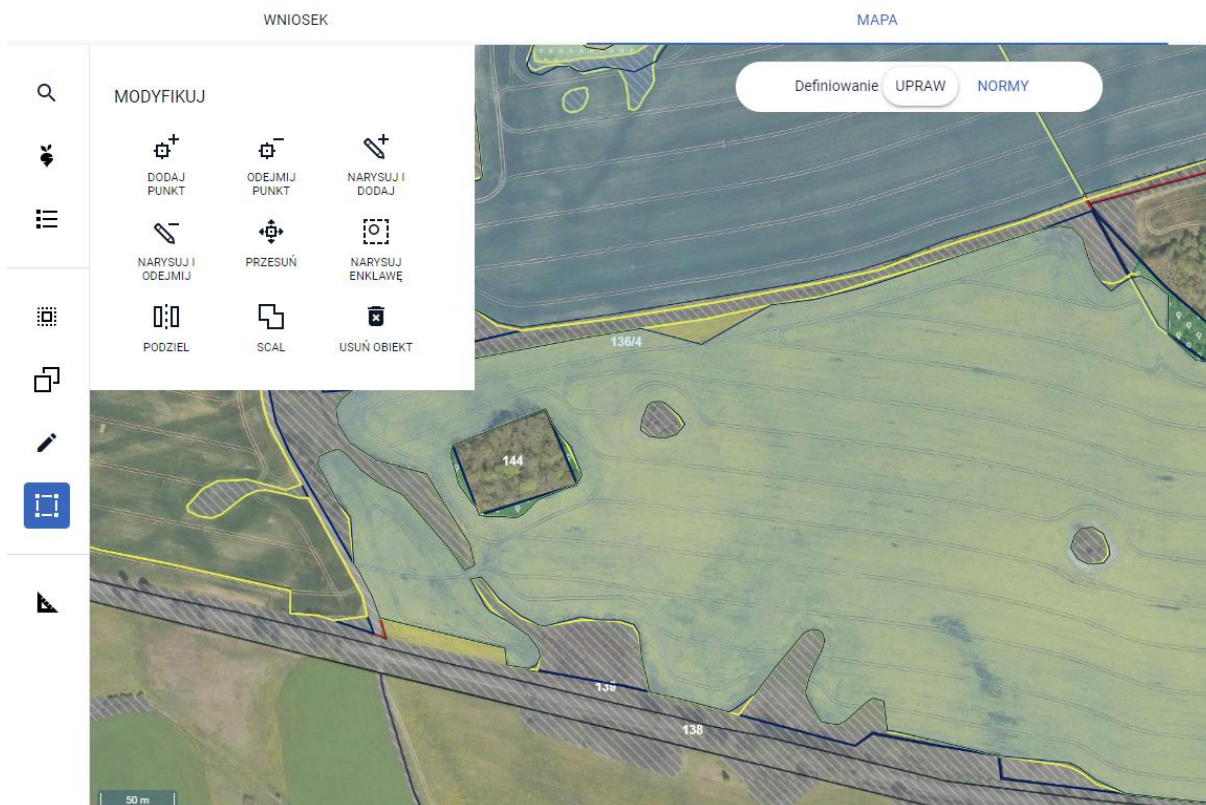 WNIOSEK
MAPA
MODYFIKUJ
Definiowanie UPRAW NORMY
DODAJ
PUNKT
ODEJMIJ
PUNKT
NARYSUJ I
DODAJ
NARYSUJ I
ODEJMIJ
PRZESUŃ
NARYSUJ
ENKLAWĘ
PODZIEL
SCAL
USUŃ OBIEKT
136/4
144
139
138
50 m